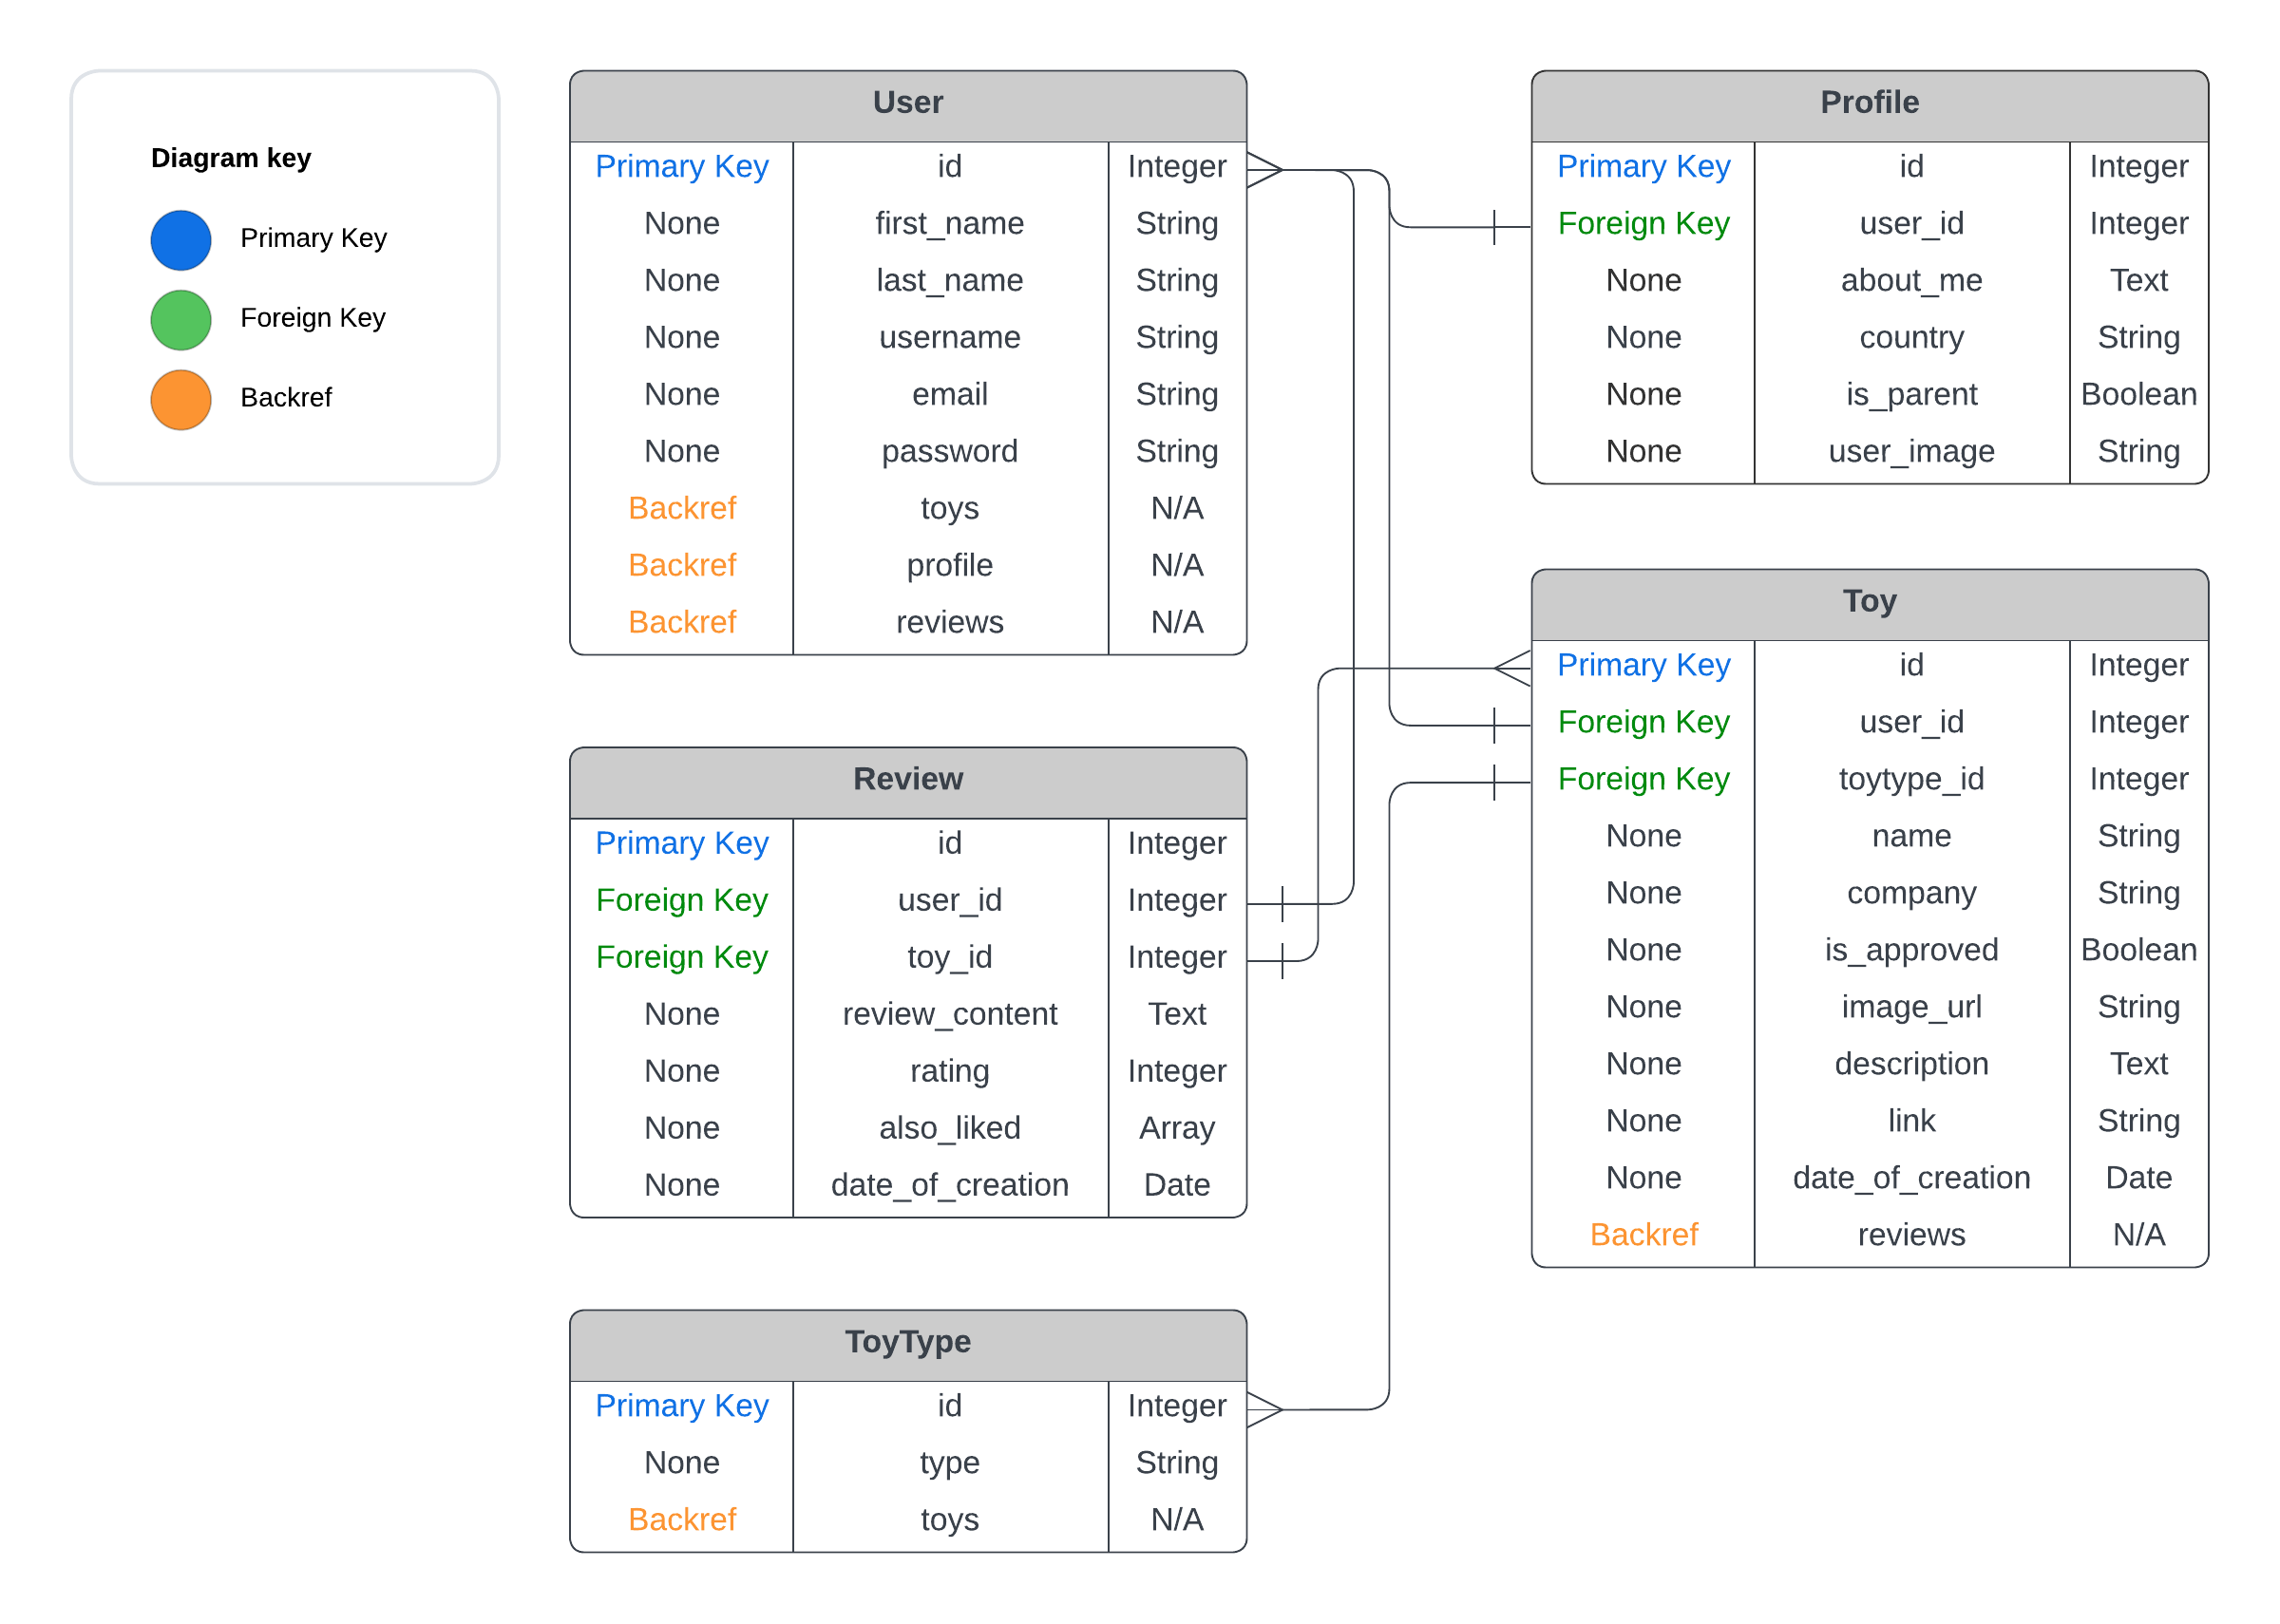 Diagram key
Primary Key
Foreign Key
Backref
User
Primary Key id Integer
None first_name String
None last_name String
None username String
None email String
None password String
Backref toys N/A
Backref profile N/A
Backref reviews N/A
Profile
Primary Key id Integer
Foreign Key user_id Integer
None about_me Text
None country String
None is_parent Boolean
None user_image String
Review
Primary Key id Integer
Foreign Key user_id Integer
Foreign Key toy_id Integer
None review_content Text
None rating Integer
None also_liked Array
None date_of_creation Date
Toy
Primary Key id Integer
Foreign Key user_id Integer
Foreign Key toytype_id Integer
None name String
None company String
None is_approved Boolean
None image_url String
None description Text
None link String
None date_of_creation Date
Backref reviews N/A
ToyType
Primary Key id Integer
None type String
Backref toys N/A